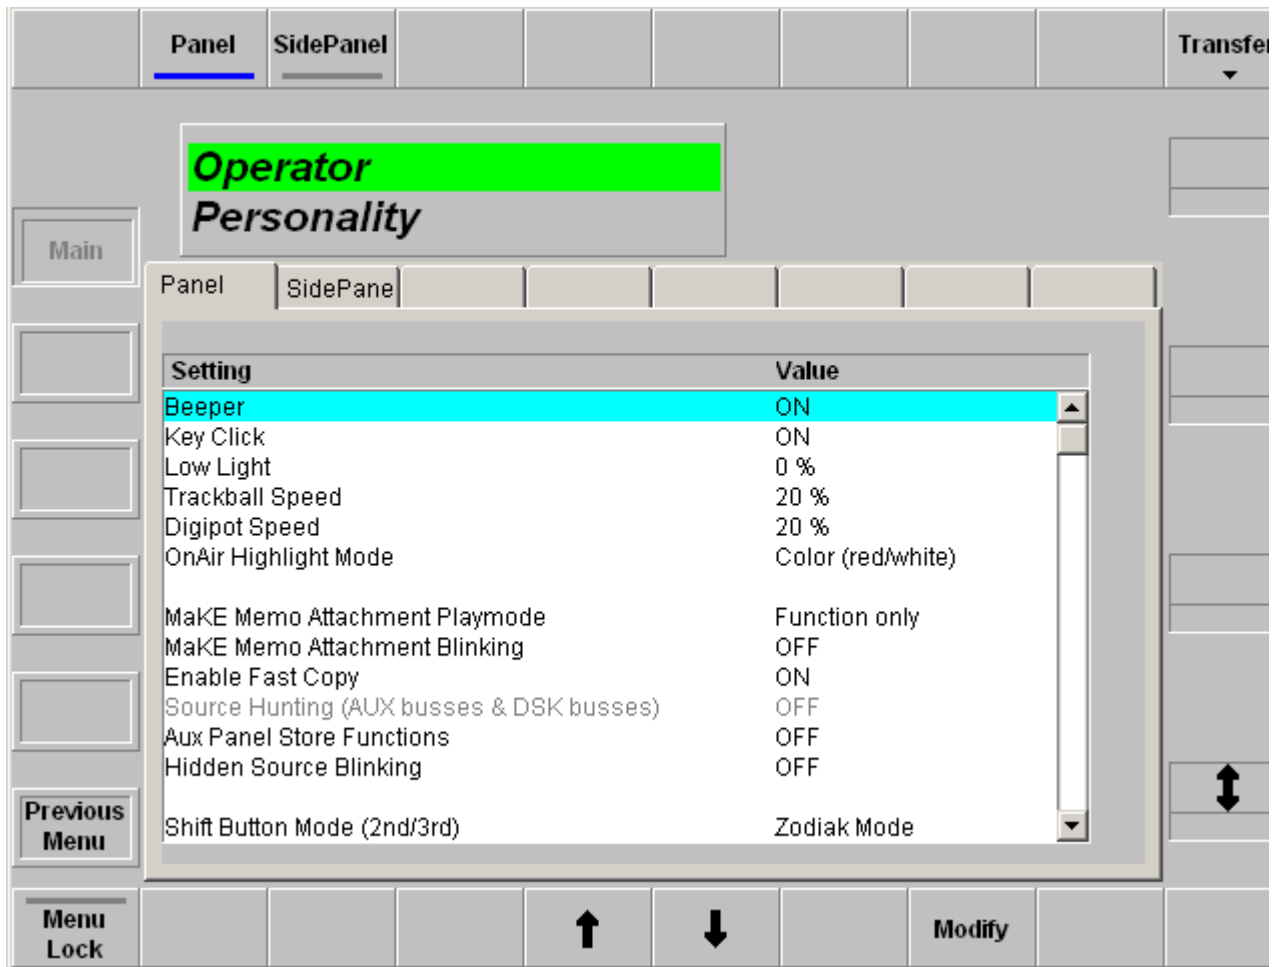 Panel SidePanel Transfer
Operator
Personality
Main
Panel SidePane
Setting Value
Beeper ON
Key Click ON
Low Light 0 %
Trackball Speed 20 %
Digipot Speed 20 %
OnAir Highlight Mode Color (red/white)
MaKE Memo Attachment Playmode Function only
MaKE Memo Attachment Blinking OFF
Enable Fast Copy ON
Source Hunting (AUX busses & DSK busses) OFF
Aux Panel Store Functions OFF
Hidden Source Blinking OFF
Shift Button Mode (2nd/3rd) Zodiak Mode
Previous
Menu
Menu
Lock
Modify